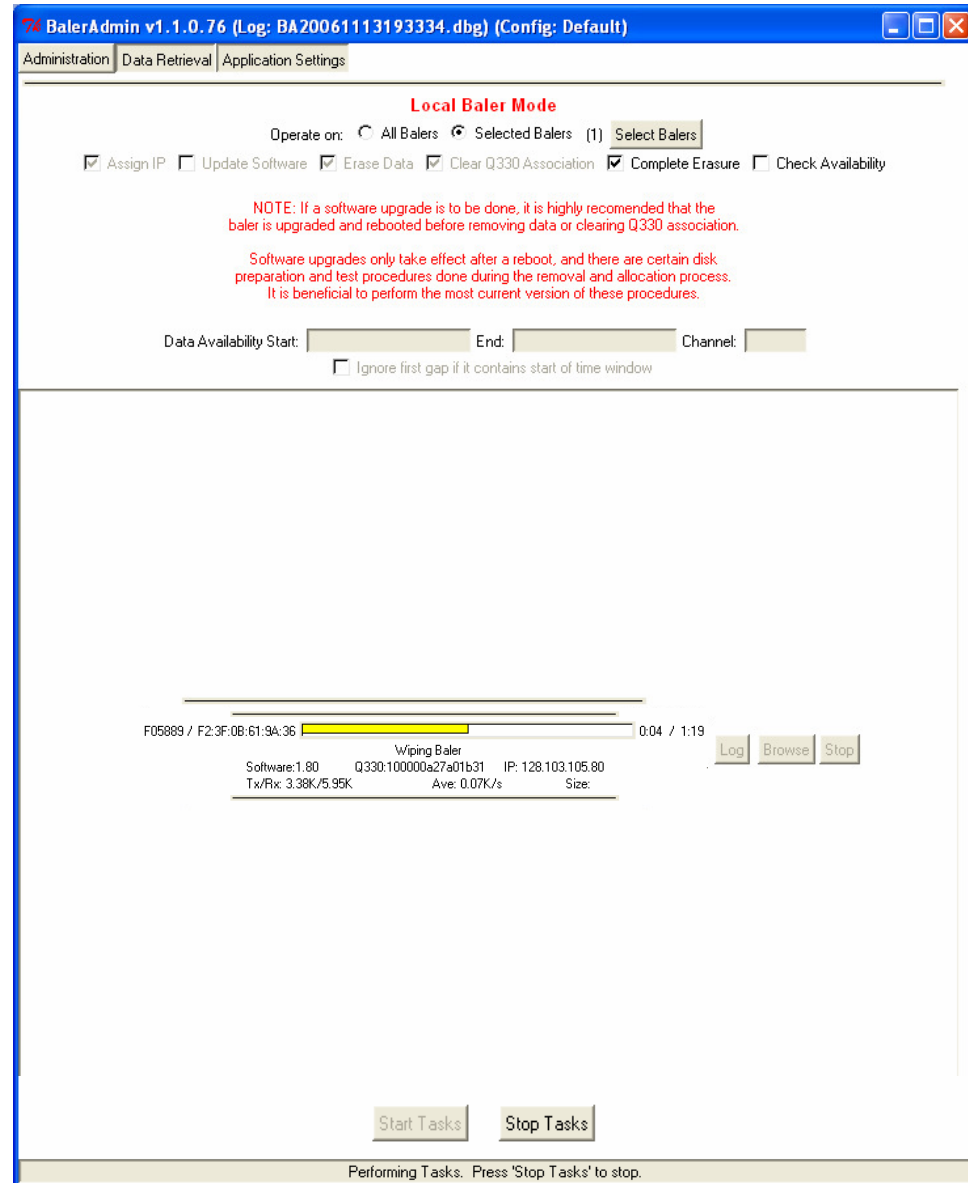 7% BalerAdmin v1.1.0.76 (Log: BA20061113193334.dbg) (Config: Default)
Administration Data Retrieval Application Settings
Local Baler Mode
Operate on: All Balers Selected Balers (1) Select Balers
Assign IP Update Software Erase Data Clear Q330 Association Complete Erasure Check Availability
NOTE: If a software upgrade is to be done, it is highly recomended that the
baler is upgraded and rebooted before removing data or clearing Q330 association.
Software upgrades only take effect after a reboot, and there are certain disk
preparation and test procedures done during the removal and allocation process.
It is beneficial to perform the most current version of these procedures.
Data Availability Start: End: Channel:
Ignore first gap if it contains start of time window
F05889 / F2:3F:0B:61:9A:36 0:04 / 1:19 Log Browse Stop
Wiping Baler
Software:1.80 Q330:100000a27a01b31 IP: 128.103.105.80
Tx/Rx: 3.38K/5.95K Ave: 0.07K/s Size:
Start Tasks Stop Tasks
Performing Tasks. Press 'Stop Tasks' to stop.